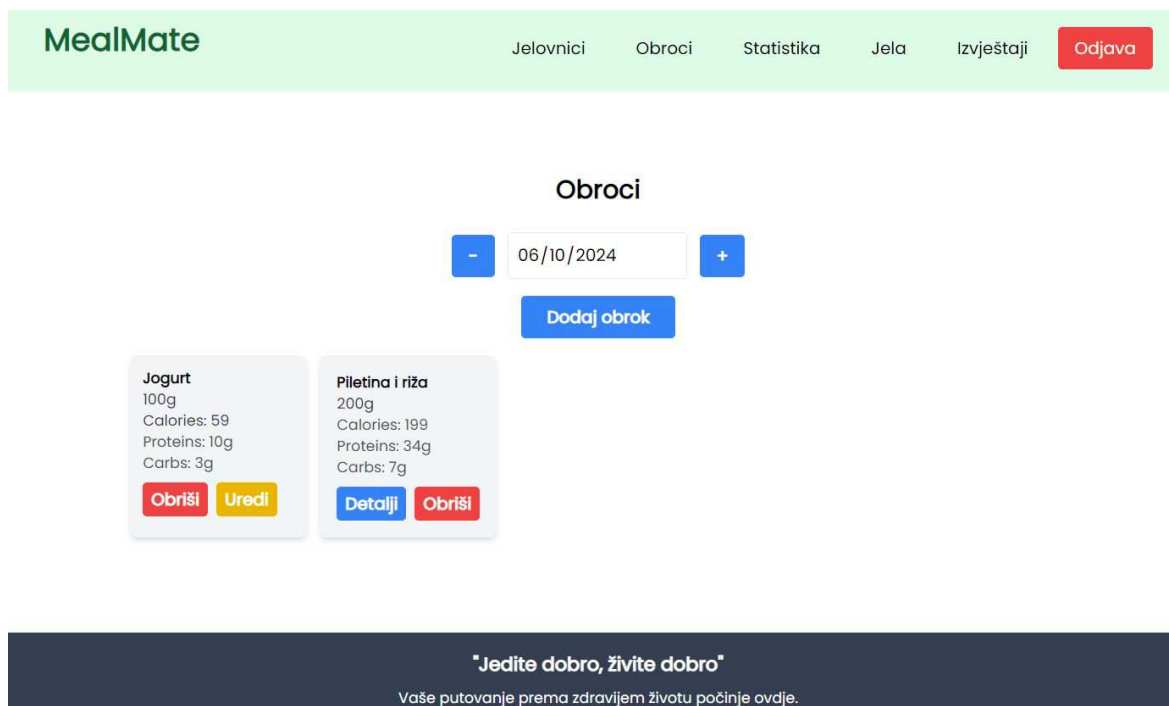 MealMate
Jelovnici Obroci Statistika Jela Izvještaji Odjava
Obroci
- 06/10/2024 +
Dodaj obrok
Jogurt
100g
Calories: 59
Proteins: 10g
Carbs: 3g
Obriši Uredi
Piletina i riža
200g
Calories: 199
Proteins: 34g
Carbs: 7g
Detalji Obriši
"Jedite dobro, živite dobro"
Vaše putovanje prema zdravijem životu počinje ovdje.